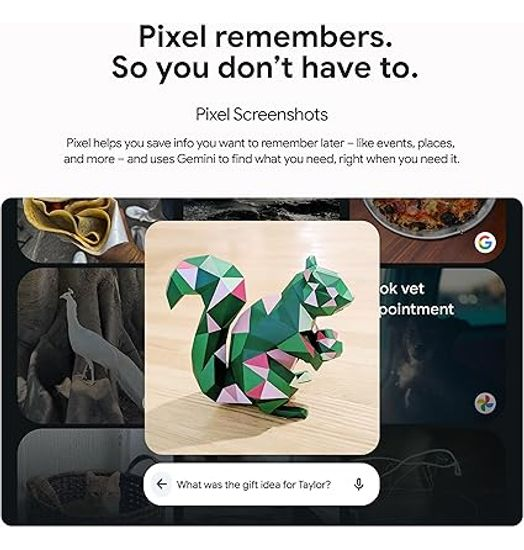 Pixel remembers.
So you don't have to.
Pixel Screenshots
Pixel helps you save info you want to remember later – like events, places,
and more – and uses Gemini to find what you need, right when you need it.
G
ok vet
pointment
What was the gift idea for Taylor?